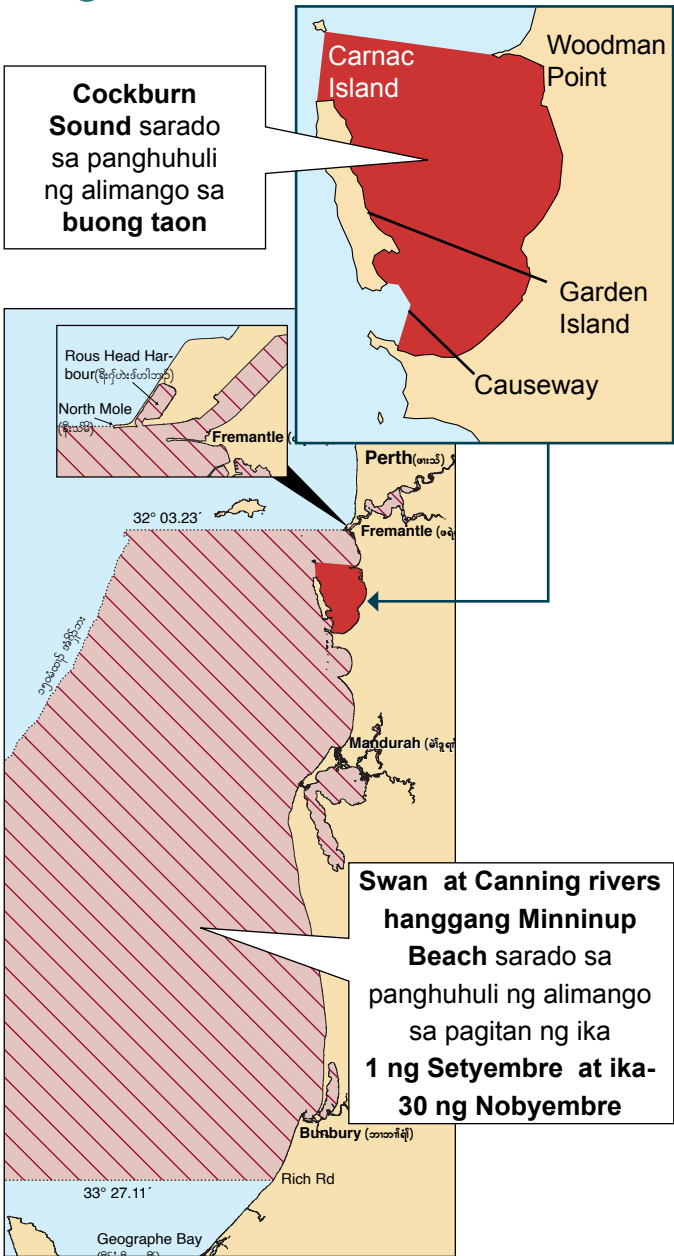 Cockburn
Sound sarado
sa panghuhuli
ng alimango sa
buong taon
Carnac
Island
Woodman
Point
Garden
Island
Causeway
Rous Head Har-
bour
North Mole
Fremantle
Perth(ဖၢးသ်)
32° 03.23´
Fremantle
Mandurah
Swan at Canning rivers
hanggang Minninup
Beach sarado sa
panghuhuli ng alimango
sa pagitan ng ika
1 ng Setyembre at ika-
30 ng Nobyembre
Bunbury
Rich Rd
33° 27.11´
Geographe Bay